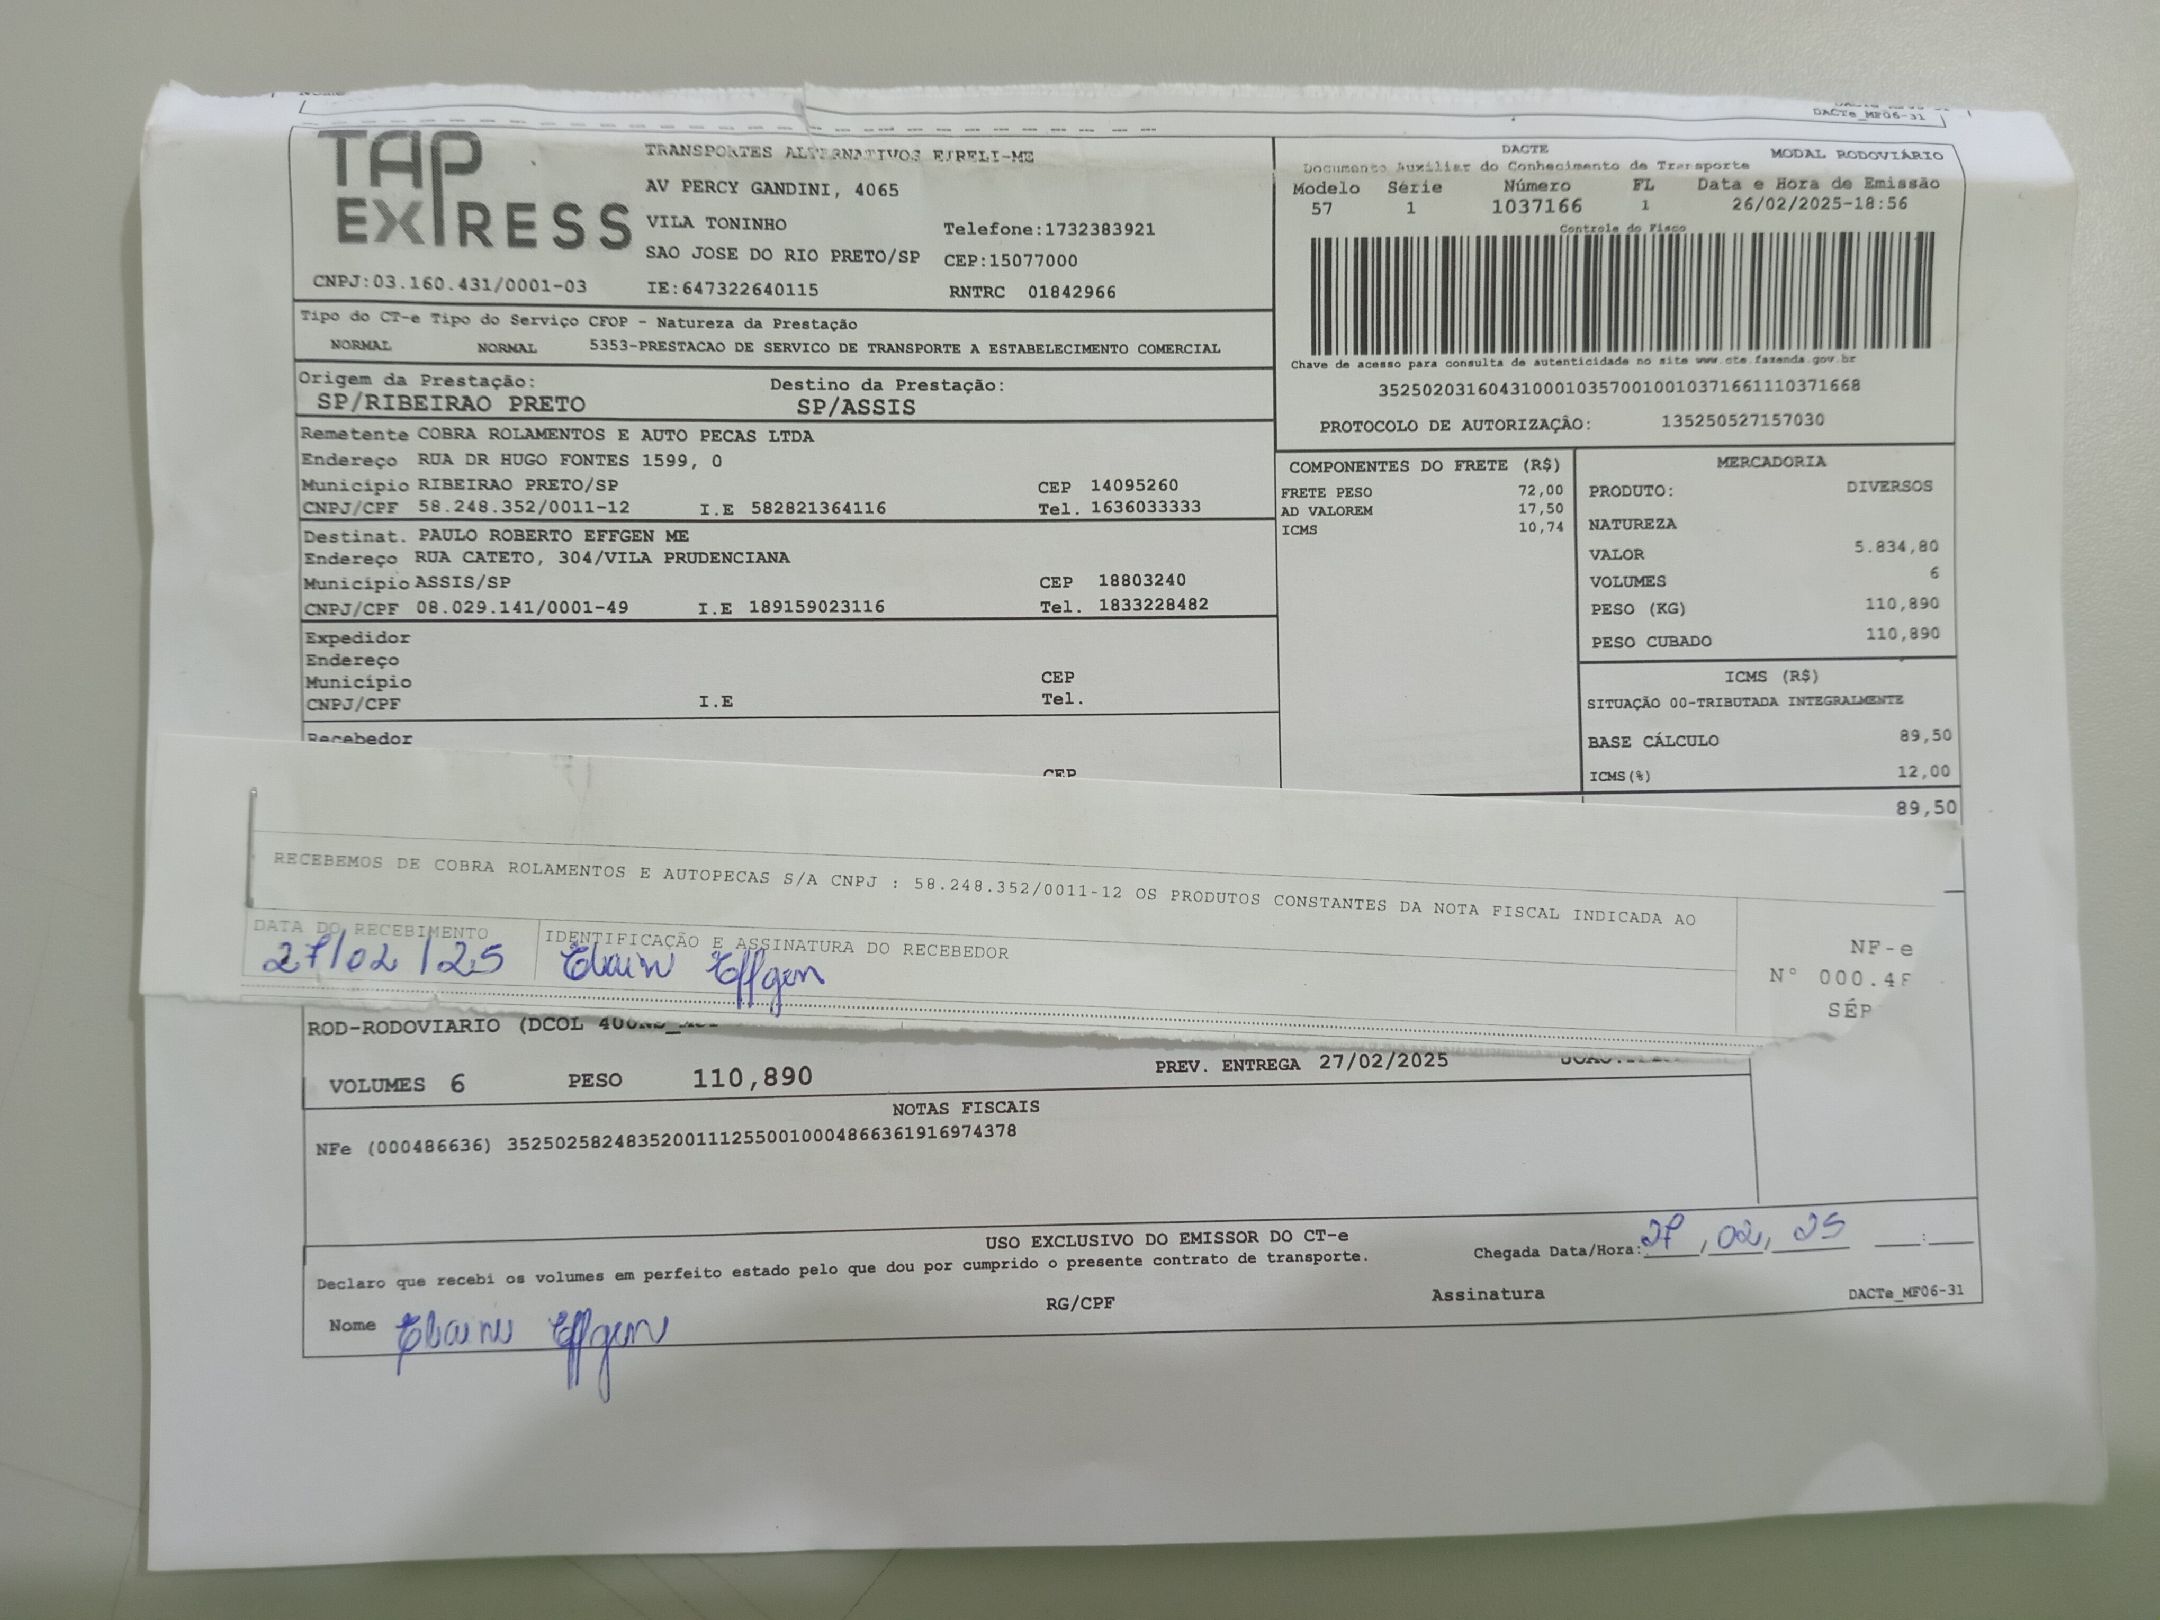 DACTe_MF06-31
TAP
EXPRESS
CNPJ:03.160.431/0001-03
TRANSPORTES ALTERNATIVOS EIRELI-ME
AV PERCY GANDINI, 4065
VILA TONINHO
Telefone:1732383921
SAO JOSE DO RIO PRETO/SP
CEP:15077000
IE:647322640115
RNTRC 01842966
DACTE
MODAL RODOVIÁRIO
Documento Auxiliar do Conhecimento de Transporte
Modelo Série Número FL Data e Hora de Emissão
57 1 1037166 1 26/02/2025-18:56
Controle do Fisco
Chave de acesso para consulta de autenticidade no site www.cte.fazenda.gov.br
35250203160431000103570010010371661110371668
PROTOCOLO DE AUTORIZAÇÃO: 135250527157030
Tipo do CT-e Tipo do Serviço CFOP - Natureza da Prestação
NORMAL NORMAL 5353-PRESTACAO DE SERVICO DE TRANSPORTE A ESTABELECIMENTO COMERCIAL
Origem da Prestação: Destino da Prestação:
SP/RIBEIRAO PRETO SP/ASSIS
Remetente COBRA ROLAMENTOS E AUTO PECAS LTDA
Endereço RUA DR HUGO FONTES 1599, 0
Município RIBEIRAO PRETO/SP CEP 14095260
CNPJ/CPF 58.248.352/0011-12 I.E 582821364116 Tel. 1636033333
Destinat. PAULO ROBERTO EFFGEN ME
Endereço RUA CATETO, 304/VILA PRUDENCIANA
Município ASSIS/SP CEP 18803240
CNPJ/CPF 08.029.141/0001-49 I.E 189159023116 Tel. 1833228482
Expedidor
Endereço
Município CEP
CNPJ/CPF I.E Tel.
Recebedor
CEP
COMPONENTES DO FRETE (R$)
FRETE PESO 72,00
AD VALOREM 17,50
ICMS 10,74
MERCADORIA
PRODUTO: DIVERSOS
NATUREZA
VALOR 5.834,80
VOLUMES 6
PESO (KG) 110,890
PESO CUBADO 110,890
ICMS (R$)
SITUAÇÃO 00-TRIBUTADA INTEGRALMENTE
BASE CÁLCULO 89,50
ICMS(%) 12,00
89,50
RECEBEMOS DE COBRA ROLAMENTOS E AUTOPECAS S/A CNPJ : 58.248.352/0011-12 OS PRODUTOS CONSTANTES DA NOTA FISCAL INDICADA AO
DATA DO RECEBIMENTO IDENTIFICAÇÃO E ASSINATURA DO RECEBEDOR
27/02/25 Elaine Effgen
NF-e
Nº 000.48
SÉR
ROD-RODOVIARIO (DCOL
VOLUMES 6 PESO 110,890 PREV. ENTREGA 27/02/2025
NOTAS FISCAIS
NFe (000486636) 35250258248352001112550010004866361916974378
USO EXCLUSIVO DO EMISSOR DO CT-e
Declaro que recebi os volumes em perfeito estado pelo que dou por cumprido o presente contrato de transporte.
Chegada Data/Hora: 27/02/25 :
Nome Elaine Effgen RG/CPF Assinatura
DACTe_MF06-31